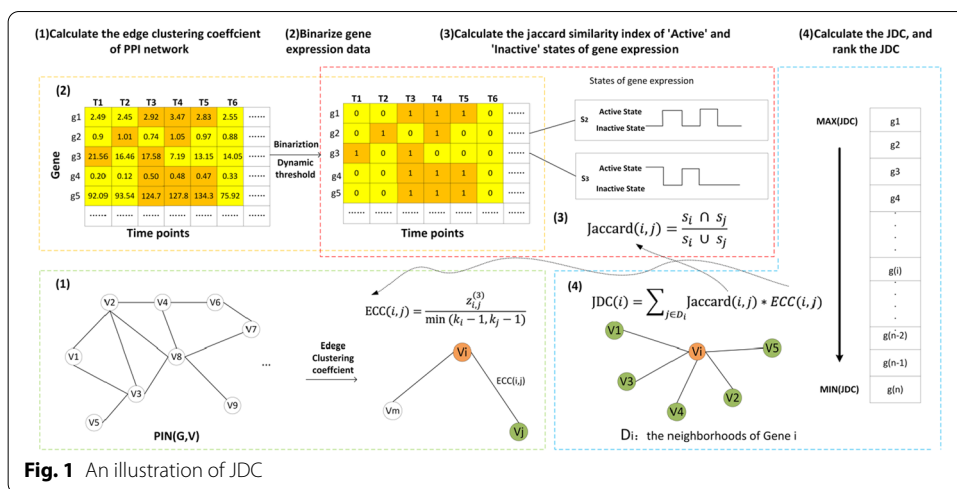 (1)Calculate the edge clustering coeffcient of PPI network
(2)Binarize gene expression data
(3)Calculate the jaccard similarity index of 'Active' and 'Inactive' states of gene expression
(4)Calculate the JDC, and rank the JDC
(2)
T1 T2 T3 T4 T5 T6
g1 2.49 2.45 2.92 3.47 2.83 2.55 ······
g2 0.9 1.01 0.74 1.05 0.97 0.88 ······
g3 21.56 16.46 17.58 7.19 13.15 14.05 ······
g4 0.20 0.12 0.50 0.48 0.47 0.33 ······
g5 92.09 93.54 124.7 127.8 134.3 75.92 ······
······ ······ ······ ······ ······ ······
Gene
Time points
Binariztion
Dynamic threshold
T1 T2 T3 T4 T5 T6
g1 0 0 1 1 1 0 ······
g2 0 1 0 1 0 0 ······
g3 1 0 1 0 0 0 ······
g4 0 0 1 1 1 0 ······
g5 0 0 1 1 1 0 ······
······ ······ ······ ······ ······ ······ ······
Time points
States of gene expression
S2
Active State
Inactive State
S3
Active State
Inactive State
(3)
Jaccard(i, j) = s_i ∩ s_j / s_i ∪ s_j
MAX(JDC)
MIN(JDC)
g1
g2
g3
g4
g(i)
g(n-2)
g(n-1)
g(n)
(1)
V2 V4 V6
V7
V1 V8
V3
V5 V9
...
PIN(G,V)
Edege Clustering coeffcient
ECC(i, j) = z_{i,j}^{(3)} / min (k_i − 1, k_j − 1)
Vi
Vm
ECC(i,j)
Vj
(4)
JDC(i) = ∑_{j∈D_i} Jaccard(i, j) * ECC(i, j)
V1
Vi
V5
V3
V2
V4
Di: the neighborhoods of Gene i
Fig. 1 An illustration of JDC